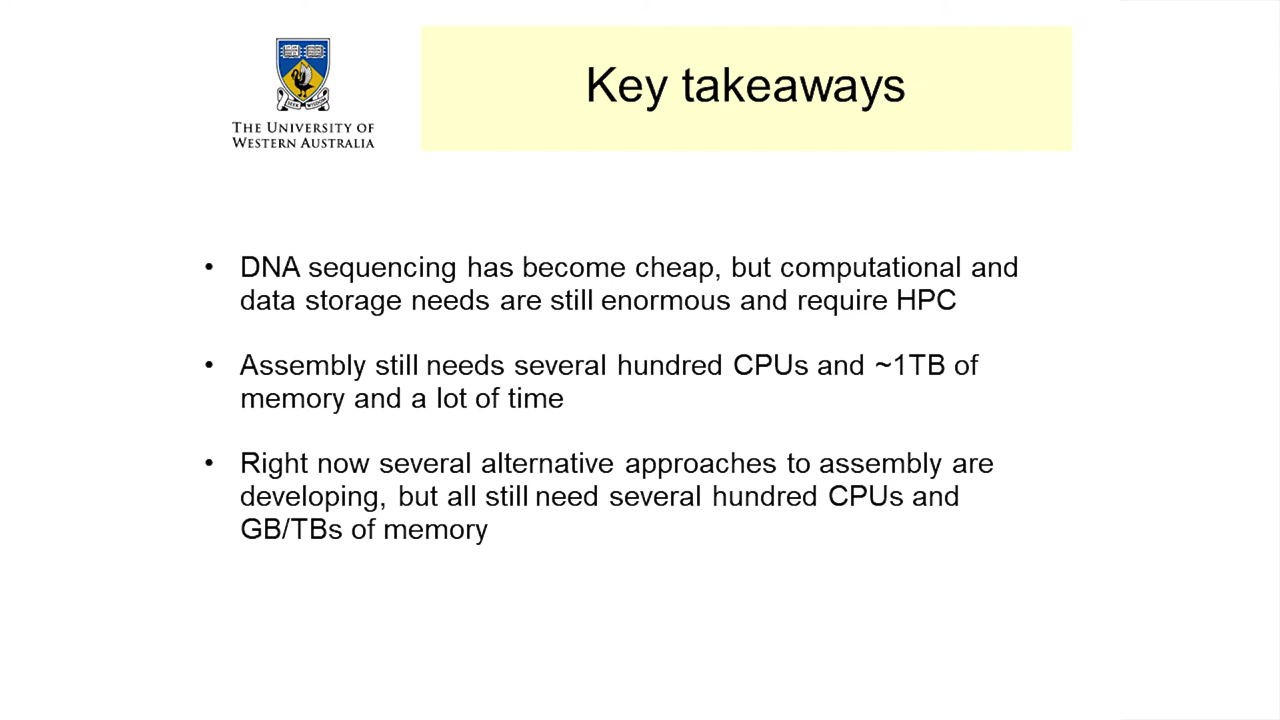 THE UNIVERSITY OF
WESTERN AUSTRALIA
Key takeaways
• DNA sequencing has become cheap, but computational and
data storage needs are still enormous and require HPC
• Assembly still needs several hundred CPUs and ~1TB of
memory and a lot of time
• Right now several alternative approaches to assembly are
developing, but all still need several hundred CPUs and
GB/TBs of memory